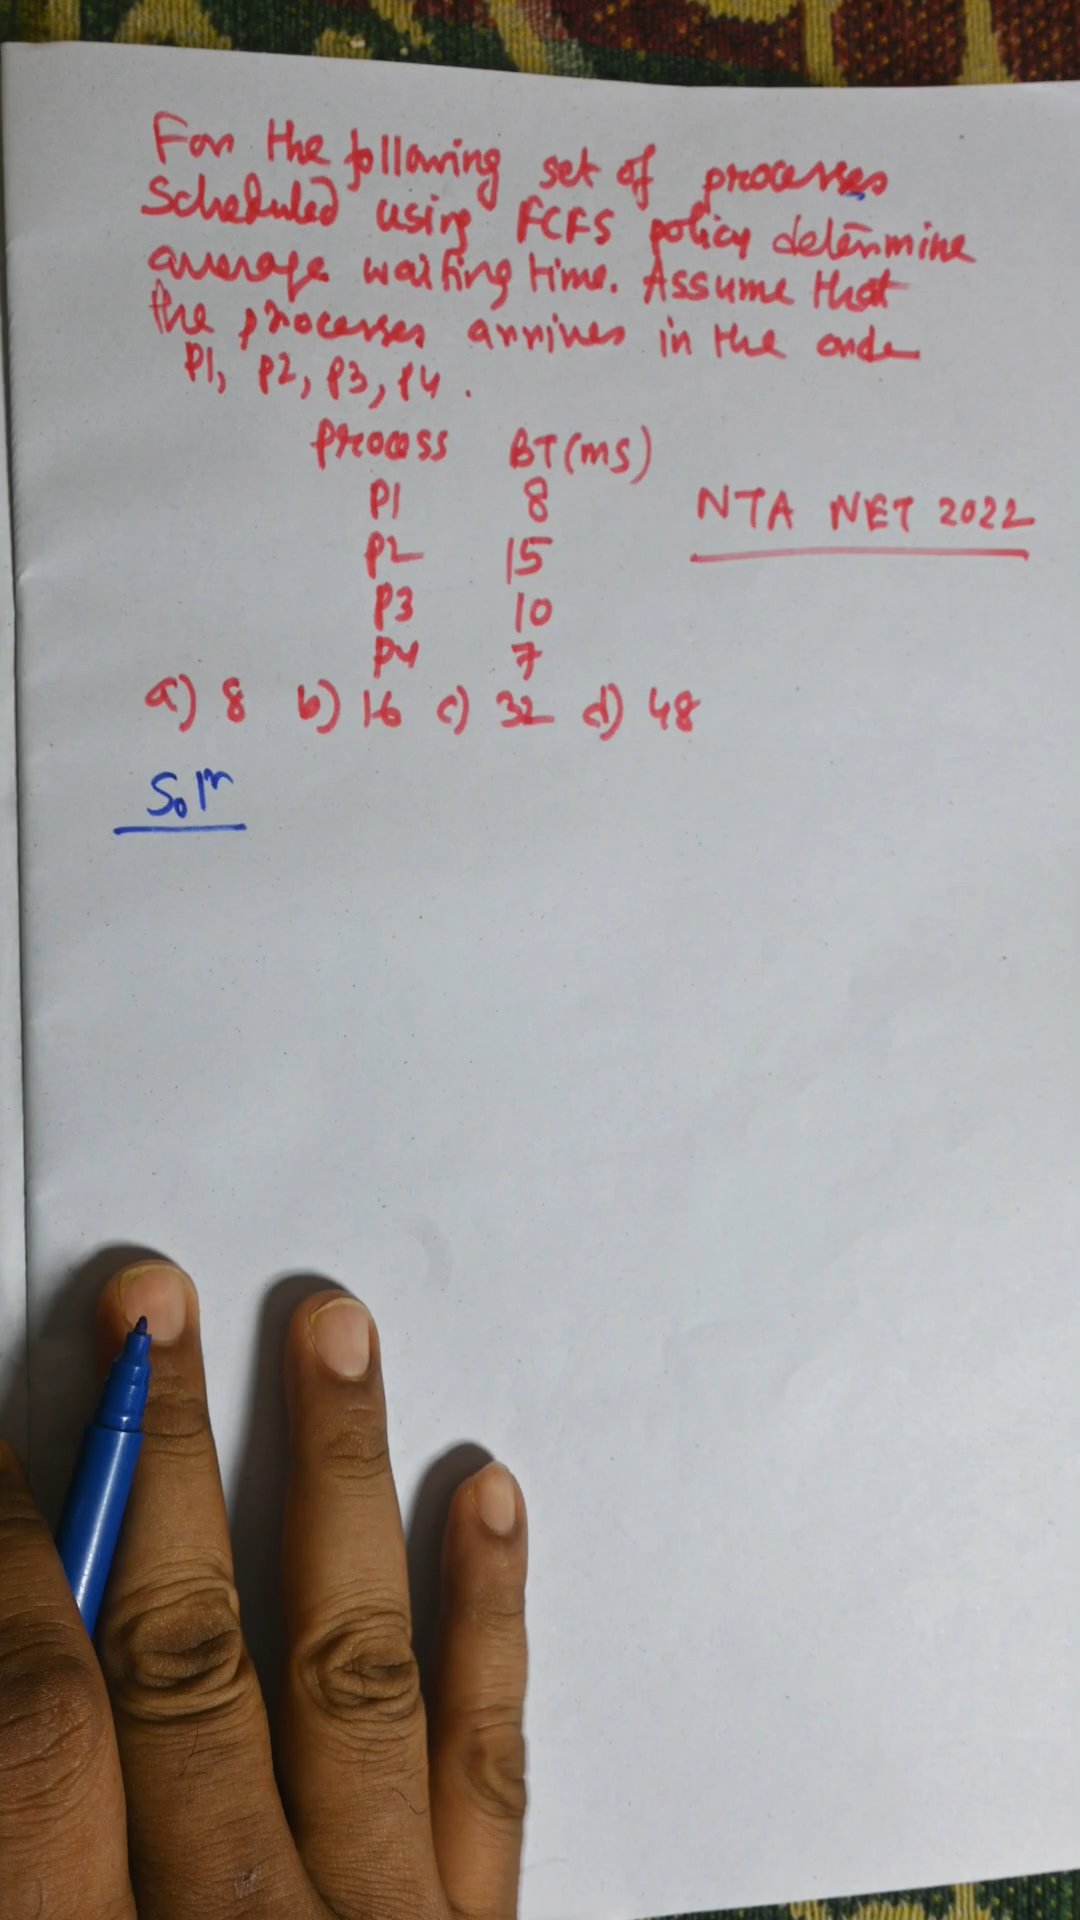 For the following set of processes
Scheduled using FCFS policy determine
average waiting time. Assume that
the processes arrives in the orde
P1, P2, P3, P4.
Process BT(ms)
P1 8
P2 15
P3 10
P4 7
NTA NET 2022
a) 8 b) 16 c) 32 d) 48
Soln